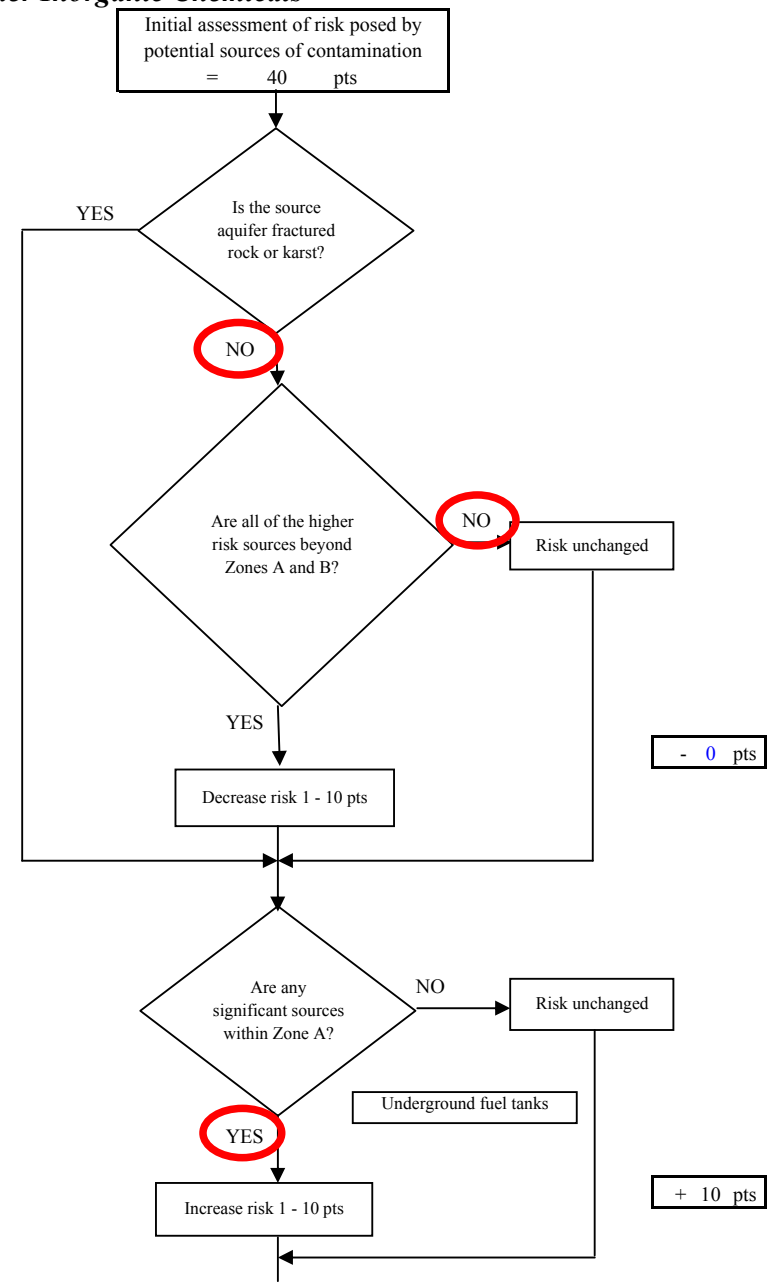 Inorganic Chemicals
Initial assessment of risk posed by
potential sources of contamination
= 40 pts
YES
Is the source
aquifer fractured
rock or karst?
NO
Are all of the higher
risk sources beyond
Zones A and B?
NO
Risk unchanged
YES
- 0 pts
Decrease risk 1 - 10 pts
Are any
significant sources
within Zone A?
NO
Risk unchanged
Underground fuel tanks
YES
+ 10 pts
Increase risk 1 - 10 pts